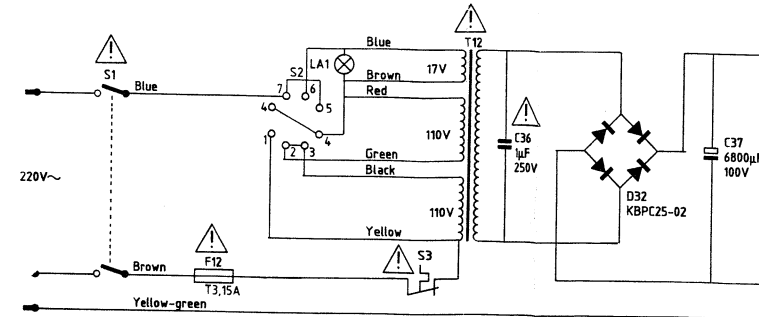 T12
Blue
S1
LA1
S2
17V
Blue
Brown
7
6
Red
4
5
1
4
110V
C36
1µF
250V
C37
6800µF
100V
2
3
Green
Black
220V~
D32
KBPC25-02
110V
Yellow
F12
S3
Brown
T3,15A
Yellow-green